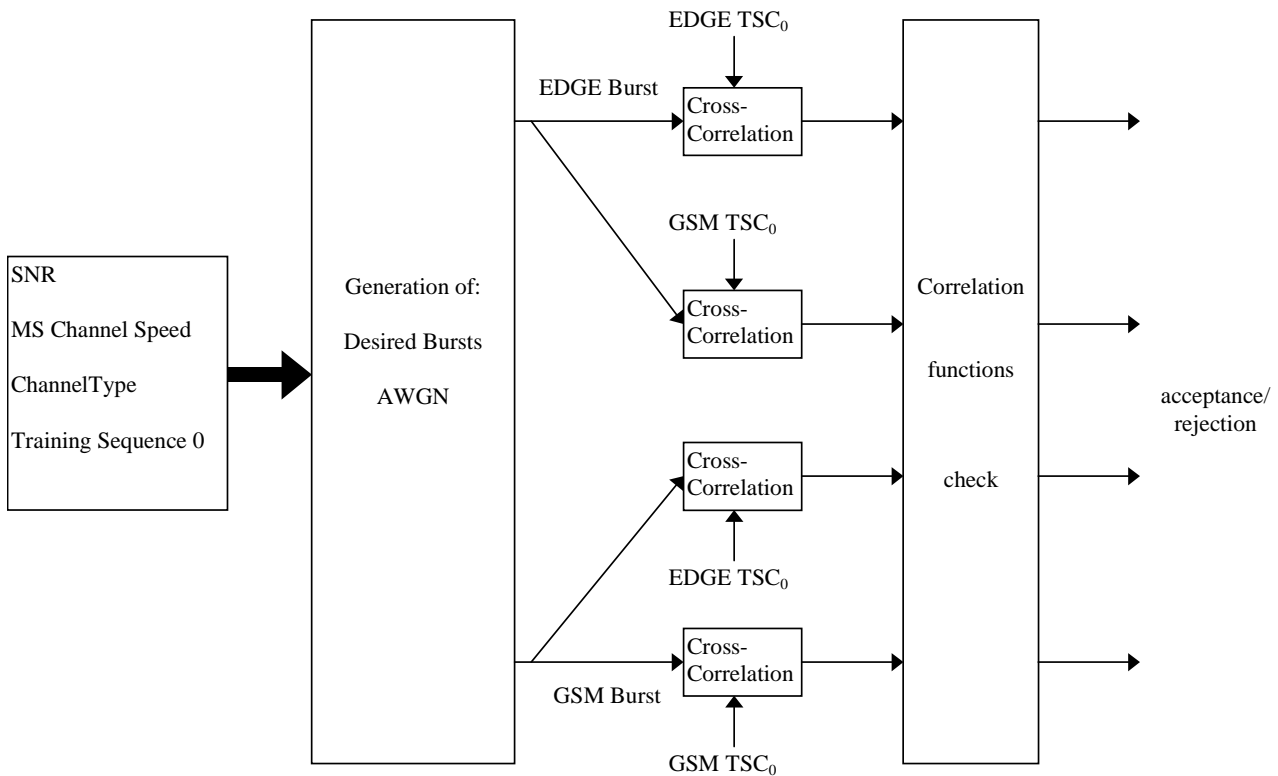 SNR
MS Channel Speed
ChannelType
Training Sequence 0
Generation of:
Desired Bursts
AWGN
EDGE TSC₀
EDGE Burst
Cross-
Correlation
GSM TSC₀
Cross-
Correlation
Cross-
Correlation
EDGE TSC₀
Cross-
Correlation
GSM Burst
GSM TSC₀
Correlation
functions
check
acceptance/
rejection